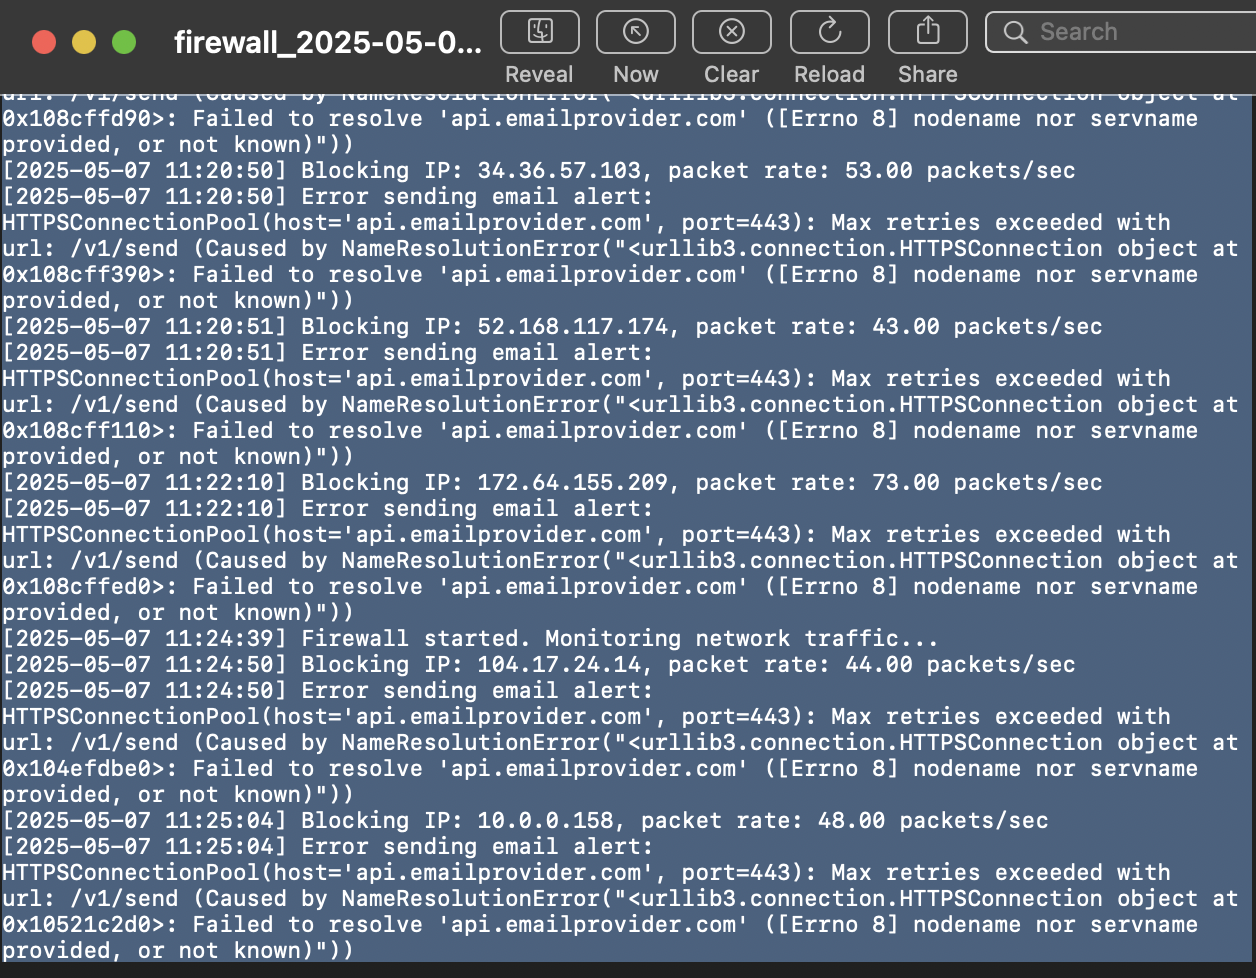 firewall_2025-05-0...
Reveal
Now
Clear
Reload
Share
Search
url: /v1/send (Caused by NameResolutionError("<urllib3.connection.HTTPSConnection object at
0x108cffd90>: Failed to resolve 'api.emailprovider.com' ([Errno 8] nodename nor servname
provided, or not known)"))
[2025-05-07 11:20:50] Blocking IP: 34.36.57.103, packet rate: 53.00 packets/sec
[2025-05-07 11:20:50] Error sending email alert:
HTTPSConnectionPool(host='api.emailprovider.com', port=443): Max retries exceeded with
url: /v1/send (Caused by NameResolutionError("<urllib3.connection.HTTPSConnection object at
0x108cff390>: Failed to resolve 'api.emailprovider.com' ([Errno 8] nodename nor servname
provided, or not known)"))
[2025-05-07 11:20:51] Blocking IP: 52.168.117.174, packet rate: 43.00 packets/sec
[2025-05-07 11:20:51] Error sending email alert:
HTTPSConnectionPool(host='api.emailprovider.com', port=443): Max retries exceeded with
url: /v1/send (Caused by NameResolutionError("<urllib3.connection.HTTPSConnection object at
0x108cff110>: Failed to resolve 'api.emailprovider.com' ([Errno 8] nodename nor servname
provided, or not known)"))
[2025-05-07 11:22:10] Blocking IP: 172.64.155.209, packet rate: 73.00 packets/sec
[2025-05-07 11:22:10] Error sending email alert:
HTTPSConnectionPool(host='api.emailprovider.com', port=443): Max retries exceeded with
url: /v1/send (Caused by NameResolutionError("<urllib3.connection.HTTPSConnection object at
0x108cffed0>: Failed to resolve 'api.emailprovider.com' ([Errno 8] nodename nor servname
provided, or not known)"))
[2025-05-07 11:24:39] Firewall started. Monitoring network traffic...
[2025-05-07 11:24:50] Blocking IP: 104.17.24.14, packet rate: 44.00 packets/sec
[2025-05-07 11:24:50] Error sending email alert:
HTTPSConnectionPool(host='api.emailprovider.com', port=443): Max retries exceeded with
url: /v1/send (Caused by NameResolutionError("<urllib3.connection.HTTPSConnection object at
0x104efdbe0>: Failed to resolve 'api.emailprovider.com' ([Errno 8] nodename nor servname
provided, or not known)"))
[2025-05-07 11:25:04] Blocking IP: 10.0.0.158, packet rate: 48.00 packets/sec
[2025-05-07 11:25:04] Error sending email alert:
HTTPSConnectionPool(host='api.emailprovider.com', port=443): Max retries exceeded with
url: /v1/send (Caused by NameResolutionError("<urllib3.connection.HTTPSConnection object at
0x10521c2d0>: Failed to resolve 'api.emailprovider.com' ([Errno 8] nodename nor servname
provided, or not known)"))